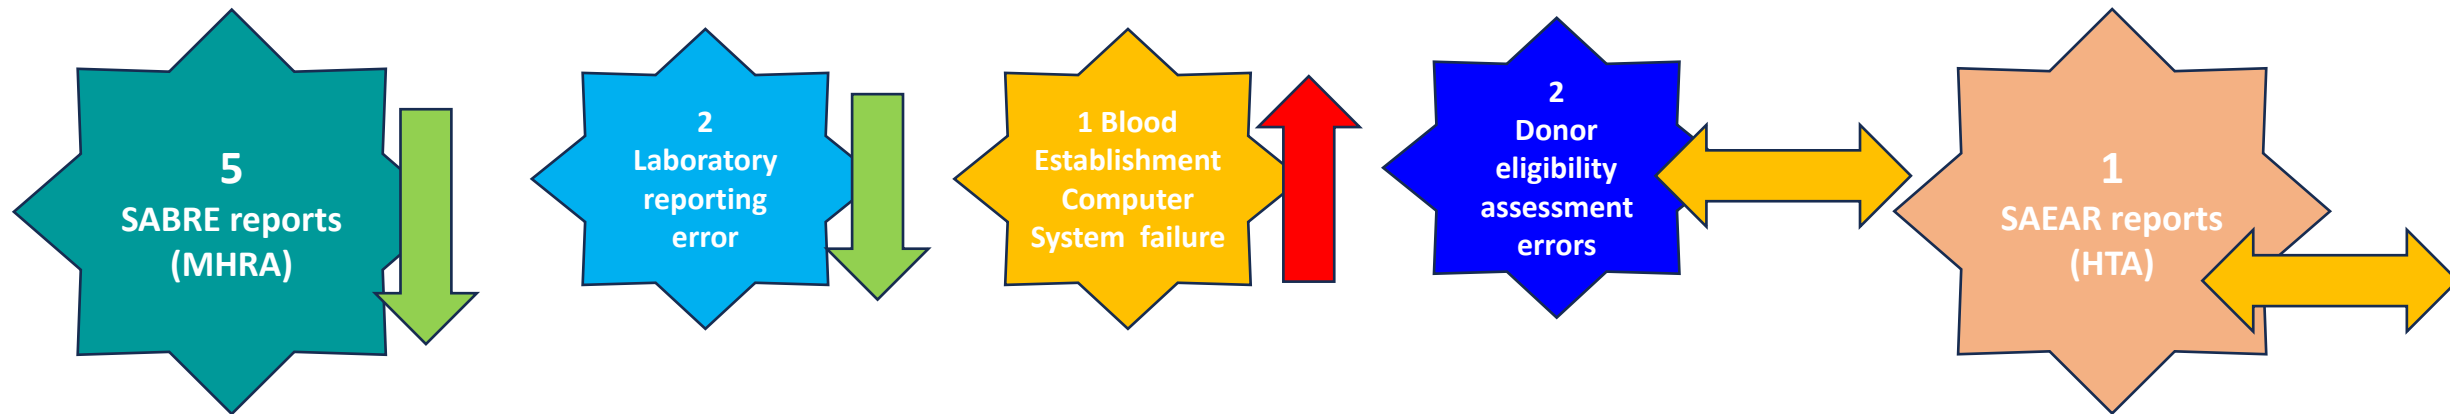 5
SABRE reports
(MHRA)
2
Laboratory
reporting
error
1 Blood
Establishment
Computer
System  failure
2
Donor
eligibility
assessment
errors
1
SAEAR reports
(HTA)